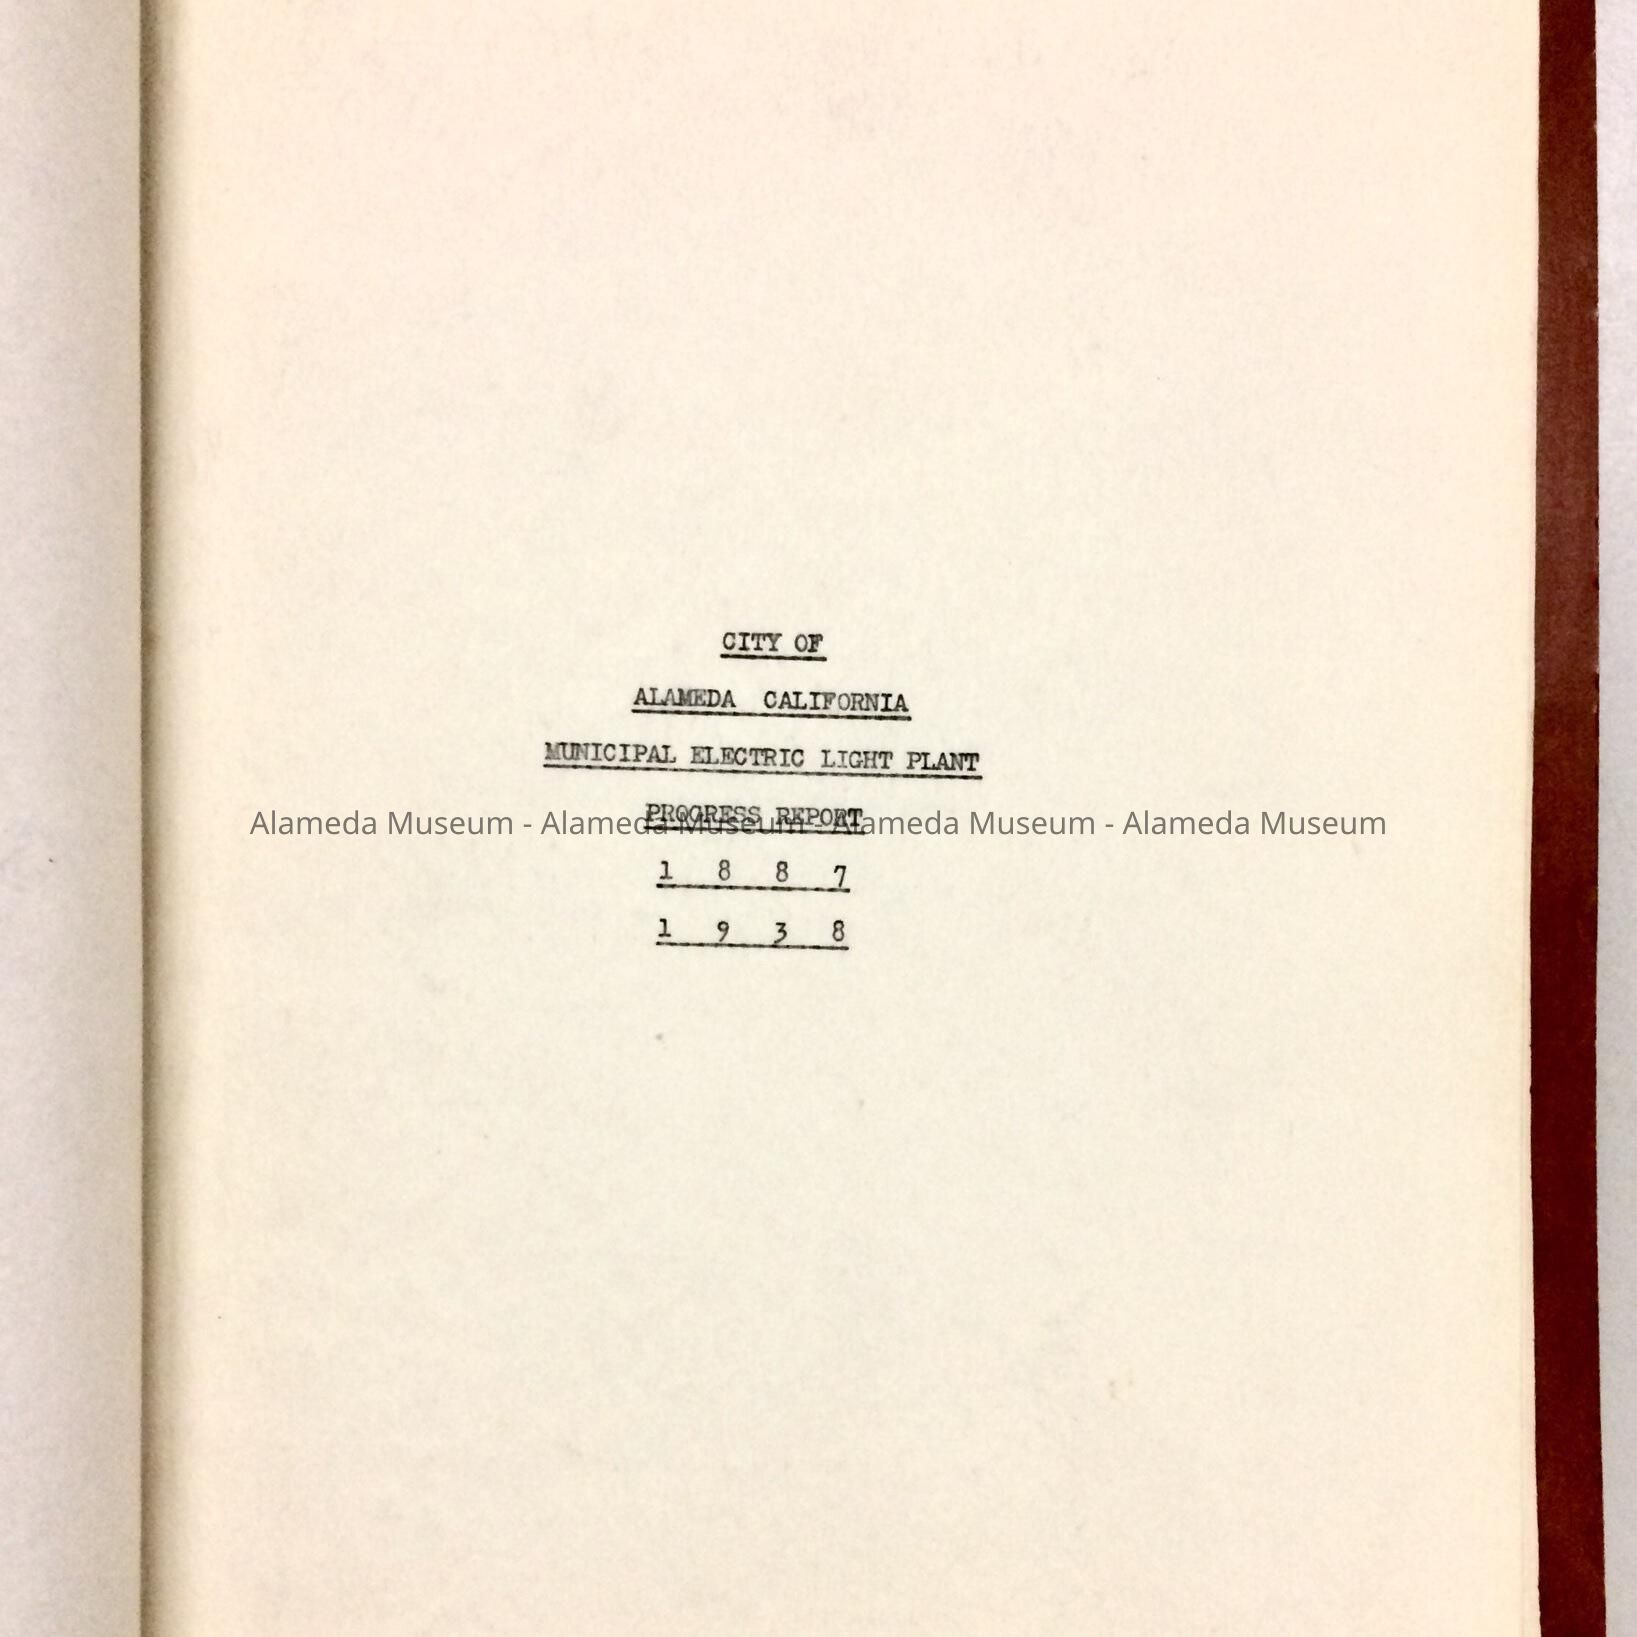 CITY OF
ALAMEDA CALIFORNIA
MUNICIPAL ELECTRIC LIGHT PLANT
PROGRESS REPORT
Alameda Museum - Alameda Museum - Alameda Museum - Alameda Museum
1 8 8 7
1 9 3 8